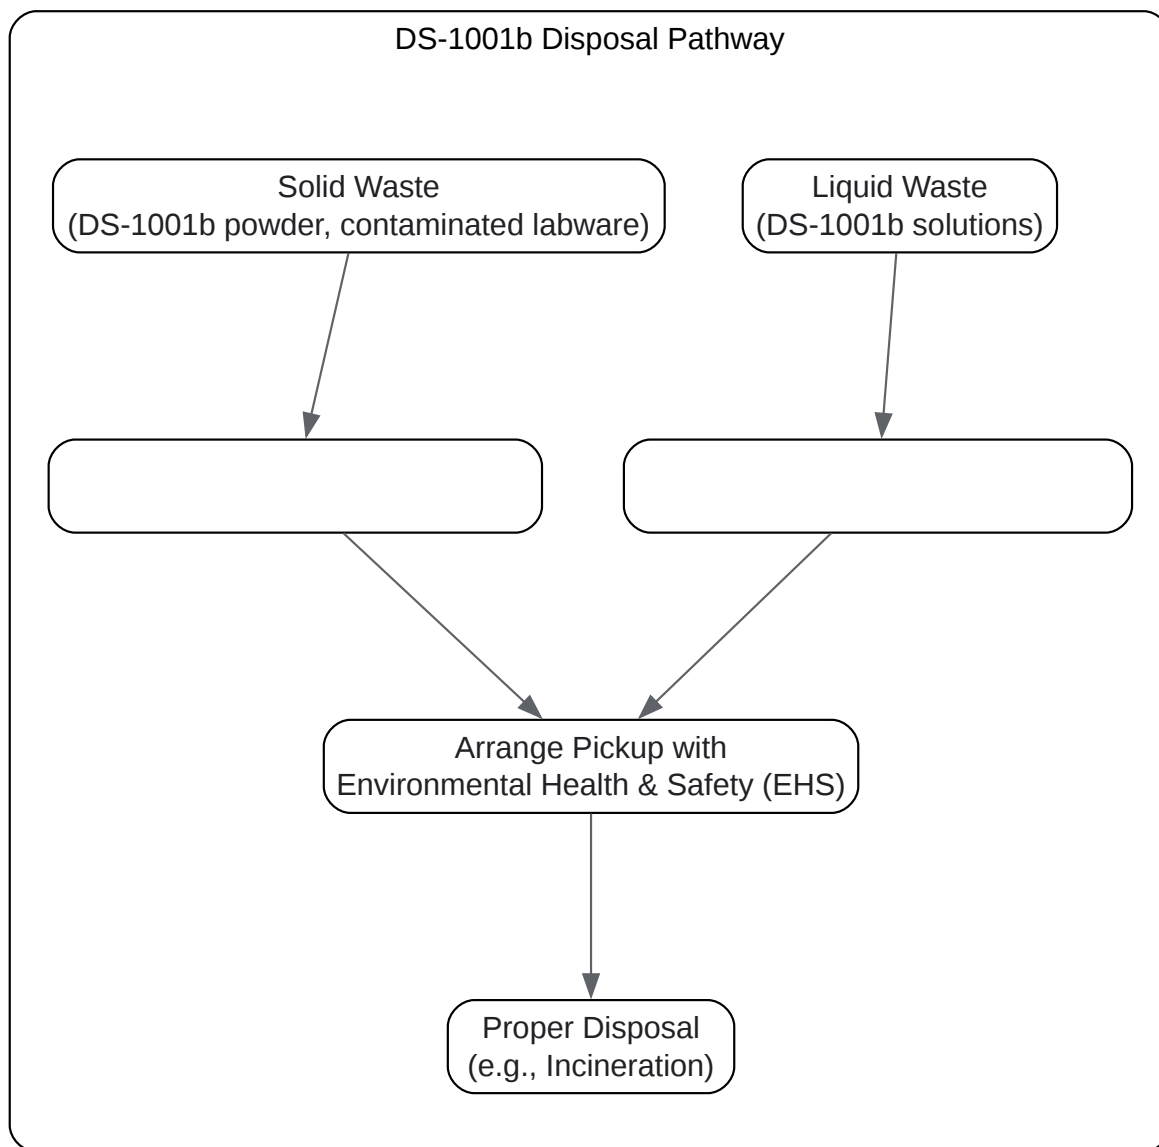 DS-1001b Disposal Pathway
Solid Waste
(DS-1001b powder, contaminated labware)
Liquid Waste
(DS-1001b solutions)
Arrange Pickup with
Environmental Health & Safety (EHS)
Proper Disposal
(e.g., Incineration)